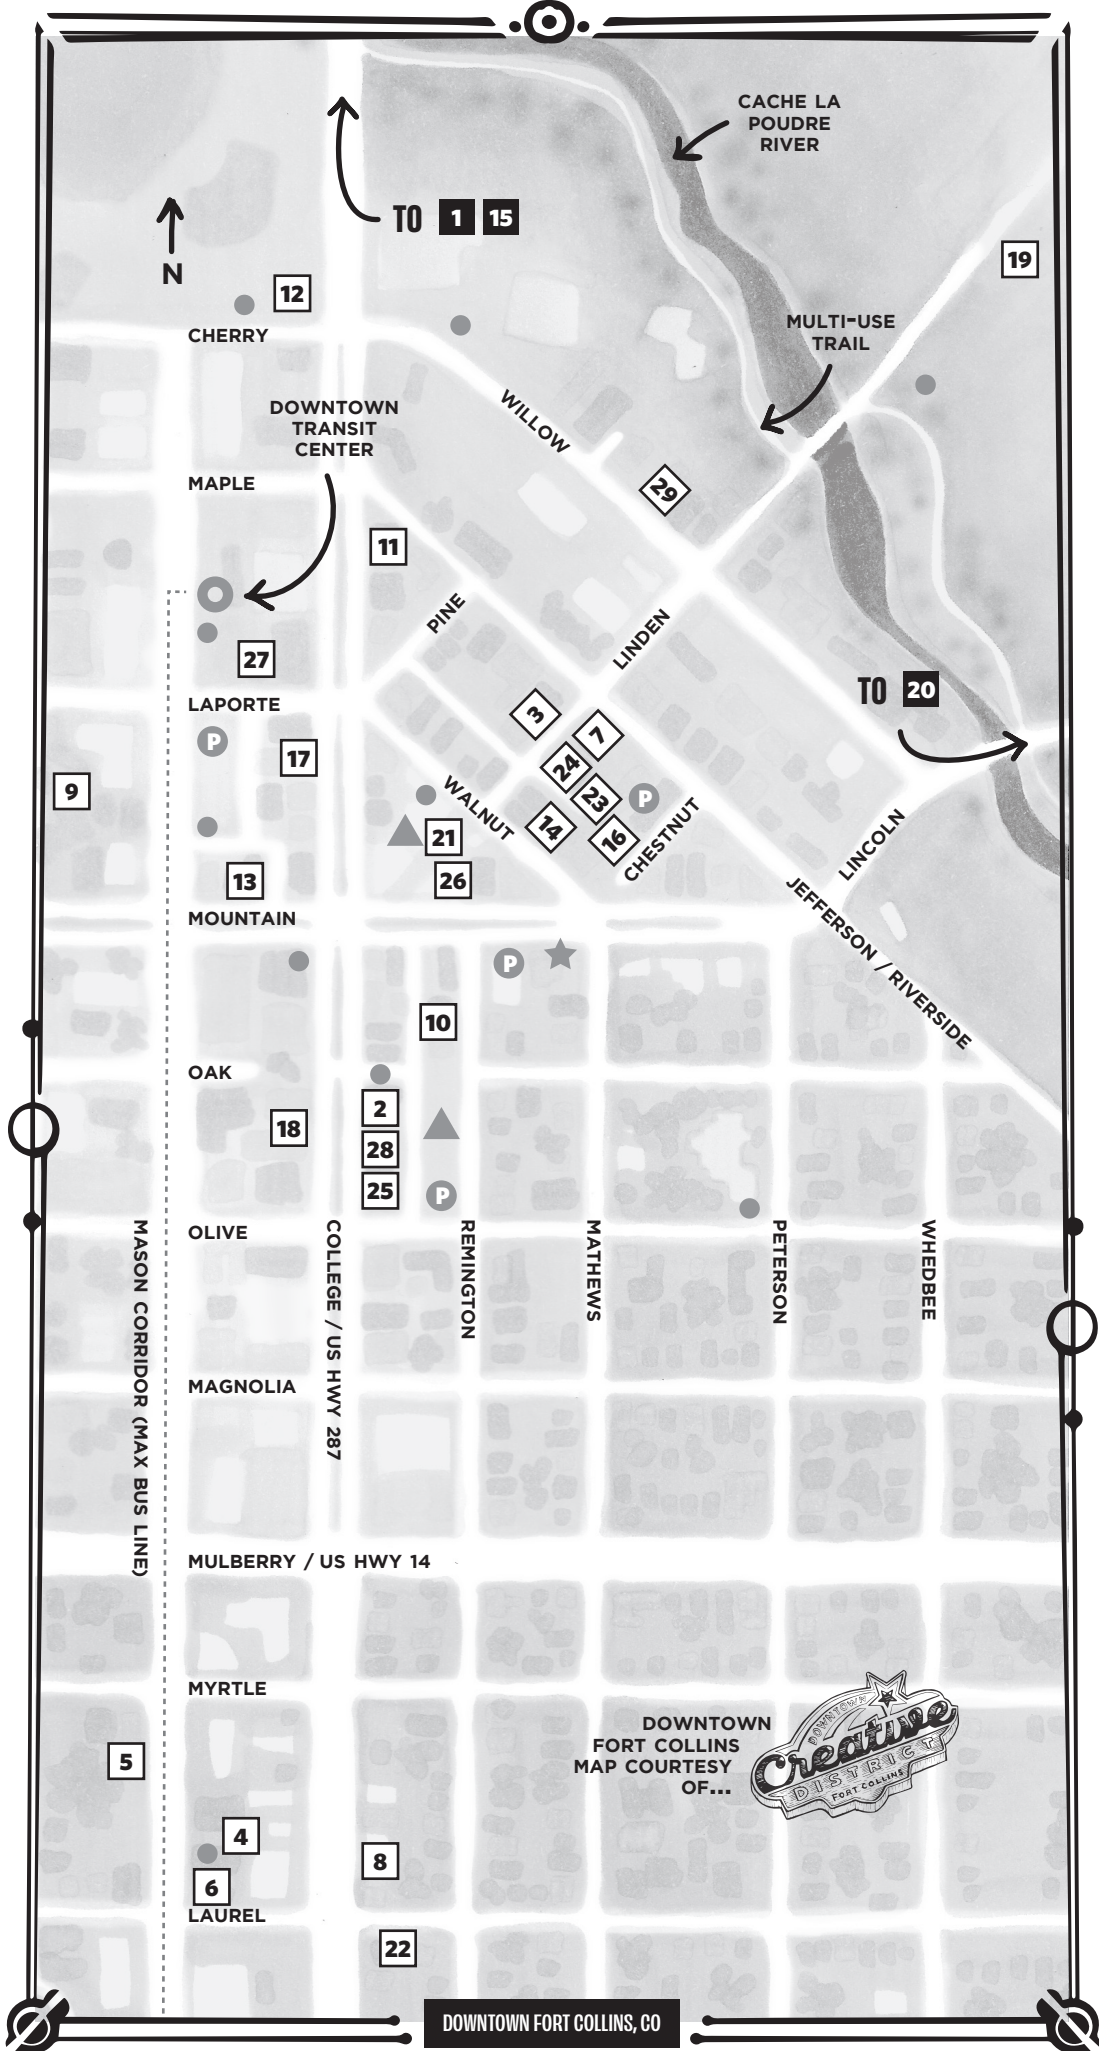 CACHE LA
POUDRE
RIVER
TO 1 15
N
19
12
CHERRY
MULTI-USE
TRAIL
WILLOW
DOWNTOWN
TRANSIT
CENTER
MAPLE
29
11
PINE
LINDEN
27
TO 20
LAPORTE
3
7
P
17
24
9
23
P
WALNUT
14
16
21
CHESTNUT
LINCOLN
13
26
MOUNTAIN
JEFFERSON / RIVERSIDE
P
10
OAK
2
18
28
25
P
OLIVE
MASON CORRIDOR (MAX BUS LINE)
COLLEGE / US HWY 287
REMINGTON
MATHEWS
PETERSON
WHEDBEE
MAGNOLIA
MULBERRY / US HWY 14
MYRTLE
DOWNTOWN
FORT COLLINS
MAP COURTESY
OF...
DOWNTOWN
Creative
DISTRICT
FORT COLLINS
5
4
8
6
LAUREL
22
DOWNTOWN FORT COLLINS, CO